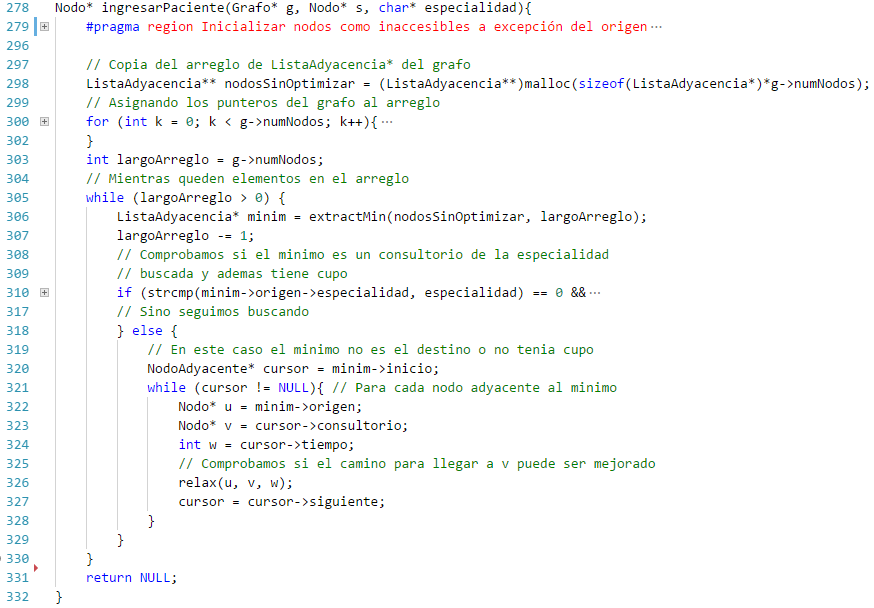 278 Nodo* ingresarPaciente(Grafo* g, Nodo* s, char* especialidad){
279 #pragma region Inicializar nodos como inaccesibles a excepción del origen ...
296
297 // Copia del arreglo de ListaAdyacencia* del grafo
298 ListaAdyacencia** nodosSinOptimizar = (ListaAdyacencia**)malloc(sizeof(ListaAdyacencia*)*g->numNodos);
299 // Asignando los punteros del grafo al arreglo
300 for (int k = 0; k < g->numNodos; k++){ ...
302 }
303 int largoArreglo = g->numNodos;
304 // Mientras queden elementos en el arreglo
305 while (largoArreglo > 0) {
306 ListaAdyacencia* minim = extractMin(nodosSinOptimizar, largoArreglo);
307 largoArreglo -= 1;
308 // Comprobamos si el minimo es un consultorio de la especialidad
309 // buscada y ademas tiene cupo
310 if (strcmp(minim->origen->especialidad, especialidad) == 0 && ...
317 // Sino seguimos buscando
318 } else {
319 // En este caso el minimo no es el destino o no tenia cupo
320 NodoAdyacente* cursor = minim->inicio;
321 while (cursor != NULL){ // Para cada nodo adyacente al minimo
322 Nodo* u = minim->origen;
323 Nodo* v = cursor->consultorio;
324 int w = cursor->tiempo;
325 // Comprobamos si el camino para llegar a v puede ser mejorado
326 relax(u, v, w);
327 cursor = cursor->siguiente;
328 }
329 }
330 }
331 return NULL;
332 }